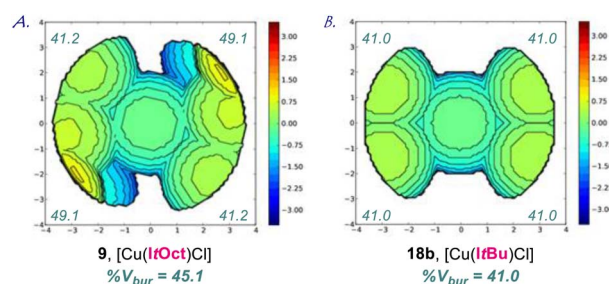 A. B.
41.2 49.1 3.00 41.0 41.0 3.00
4 4
3 2.25 3 2.25
2 1.50 2 1.50
1 0.75 1 0.75
0 0.00 0 0.00
−1 −0.75 −1 −0.75
−2 −1.50 −2 −1.50
−3 −2.25 −3 −2.25
49.1 41.2 −3.00 41.0 41.0 −3.00
−4 −4
−4 −3 −2 −1 0 1 2 3 4 −4 −3 −2 −1 0 1 2 3 4
9, [Cu(ItOct)Cl] 18b, [Cu(ItBu)Cl]
%Vbur = 45.1 %Vbur = 41.0